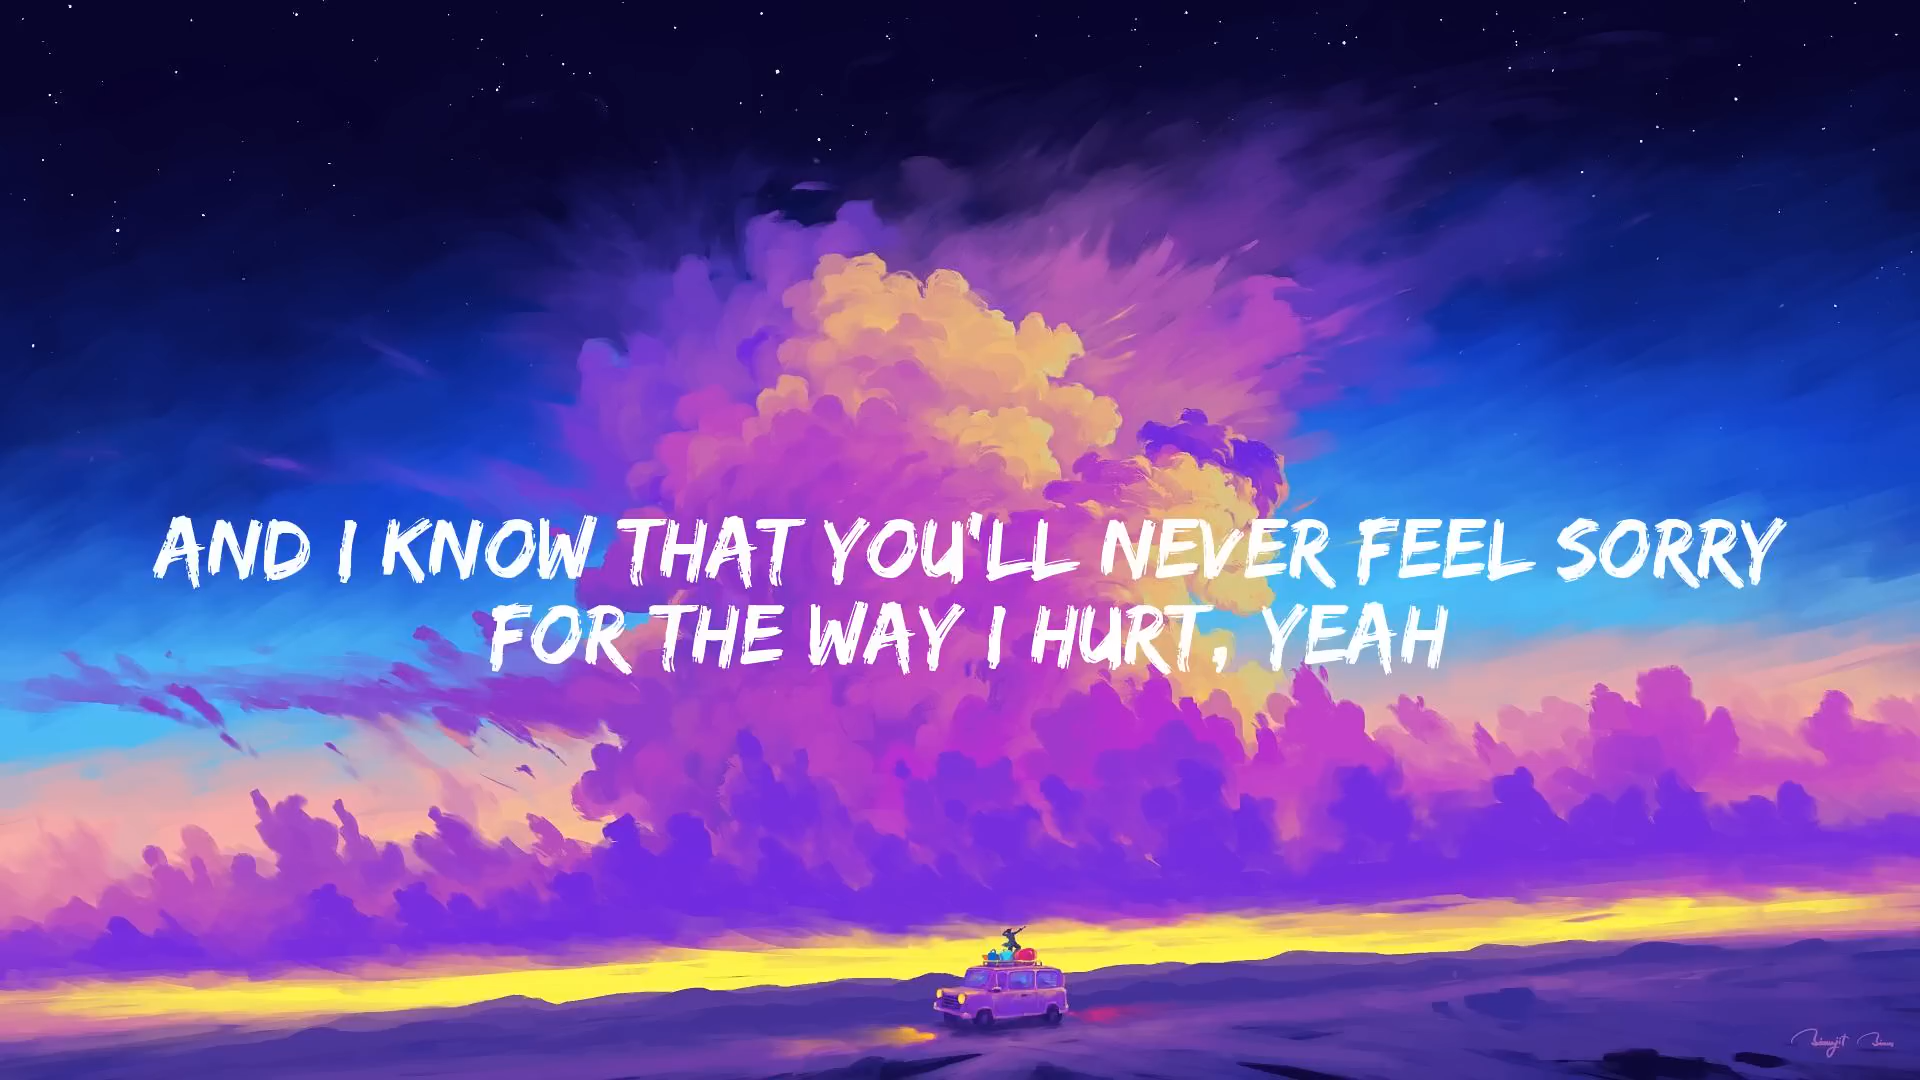 AND I KNOW THAT YOU'LL NEVER FEEL SORRY
FOR THE WAY I HURT, YEAH